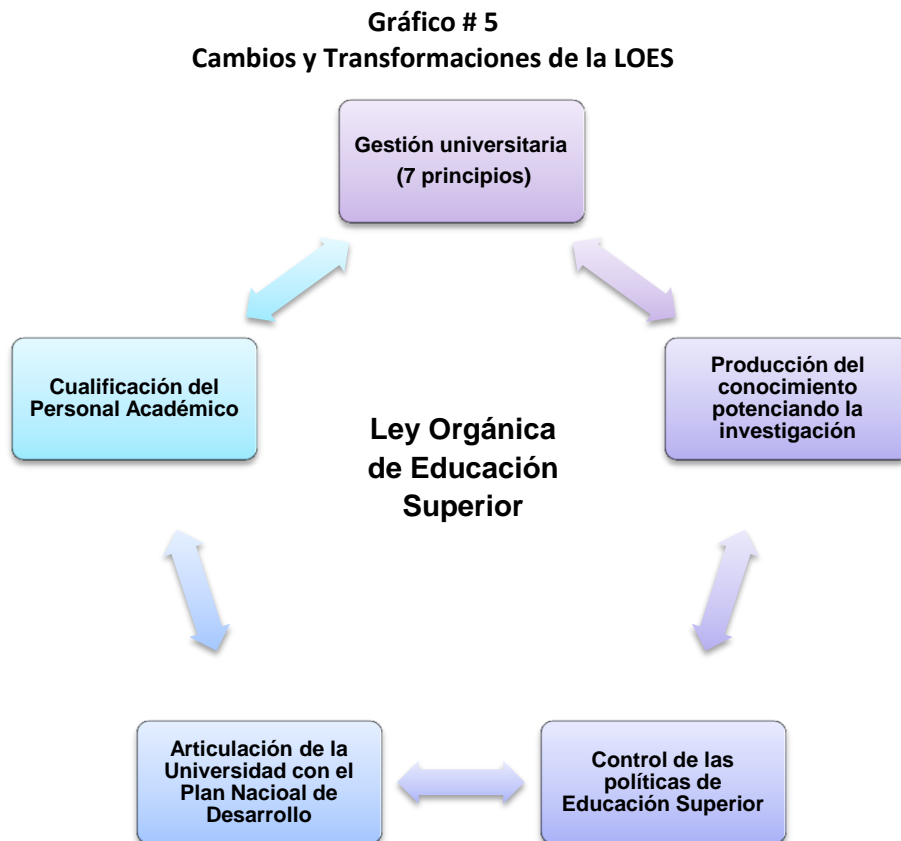 Gráfico # 5
Cambios y Transformaciones de la LOES
Gestión universitaria
(7 principios)
Cualificación del
Personal Académico
Producción del
conocimiento
potenciando la
investigación
Ley Orgánica
de Educación
Superior
Articulación de la
Universidad con el
Plan Nacioal de
Desarrollo
Control de las
políticas de
Educación Superior